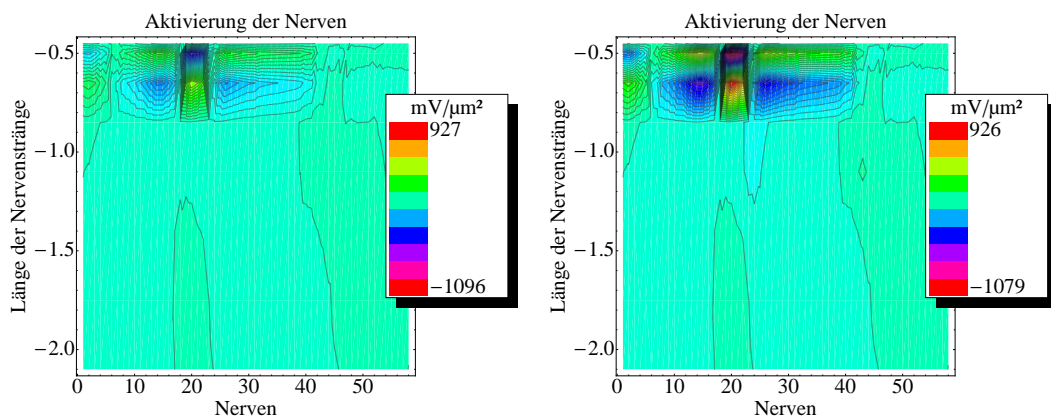 Aktivierung der Nerven
Länge der Nervenstränge
−0.5
−1.0
−1.5
−2.0
0 10 20 30 40 50
Nerven
mV/μm²
927
−1096
Aktivierung der Nerven
Länge der Nervenstränge
−0.5
−1.0
−1.5
−2.0
0 10 20 30 40 50
Nerven
mV/μm²
926
−1079